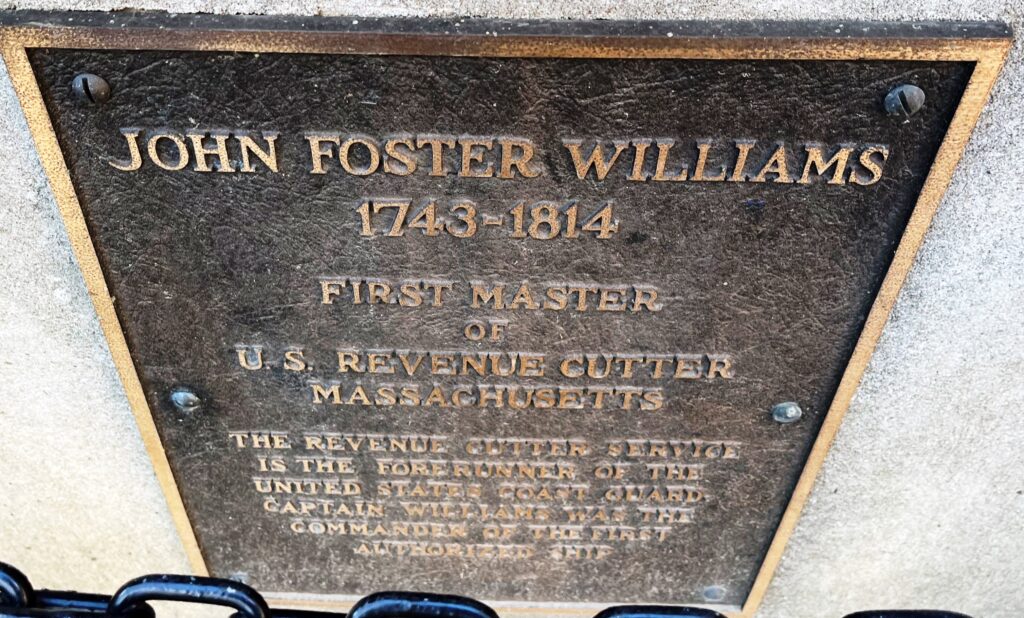 JOHN FOSTER WILLIAMS
1743-1814
FIRST MASTER
OF
U.S. REVENUE CUTTER
MASSACHUSETTS
THE REVENUE CUTTER SERVICE
IS THE FORERUNNER OF THE
UNITED STATES COAST GUARD.
CAPTAIN WILLIAMS WAS THE
COMMANDER OF THE FIRST
AUTHORIZED SHIP